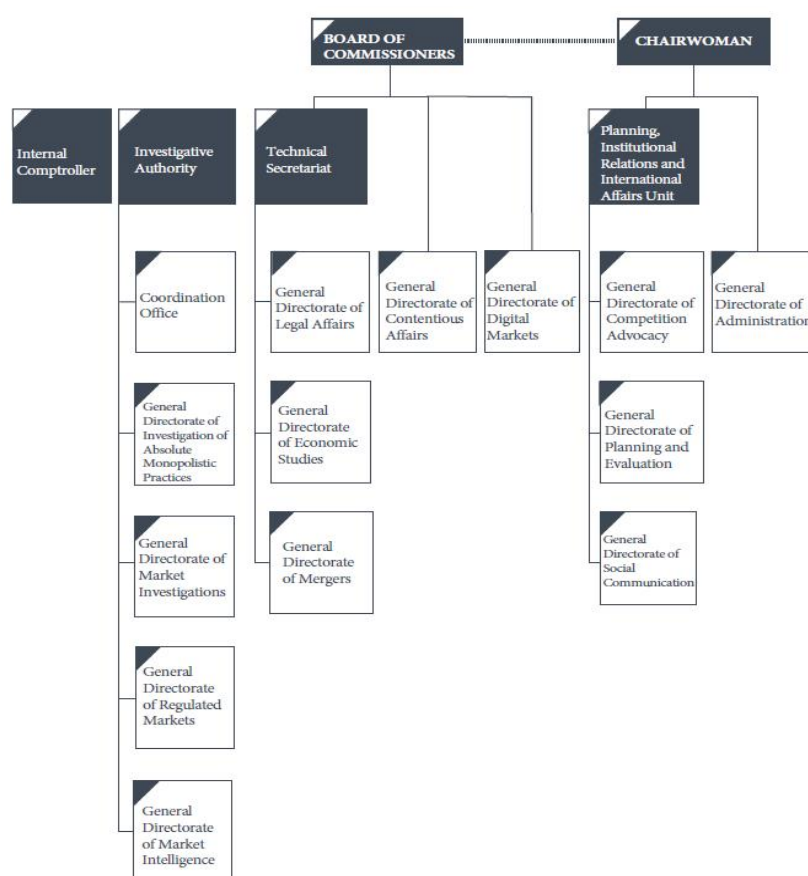 BOARD OF
COMMISSIONERS
CHAIRWOMAN
Internal
Comptroller
Investigative
Authority
Technical
Secretariat
Planning,
Institutional
Relations and
International
Affairs Unit
Coordination
Office
General
Directorate of
Legal Affairs
General
Directorate of
Contentious
Affairs
General
Directorate of
Digital
Markets
General
Directorate of
Competition
Advocacy
General
Directorate of
Administration
General
Directorate of
Investigation of
Absolute
Monopolistic
Practices
General
Directorate
of Economic
Studies
General
Directorate of
Planning and
Evaluation
General
Directorate of
Market
Investigations
General
Directorate
of Mergers
General
Directorate of
Social
Communication
General
Directorate
of Regulated
Markets
General
Directorate
of Market
Intelligence